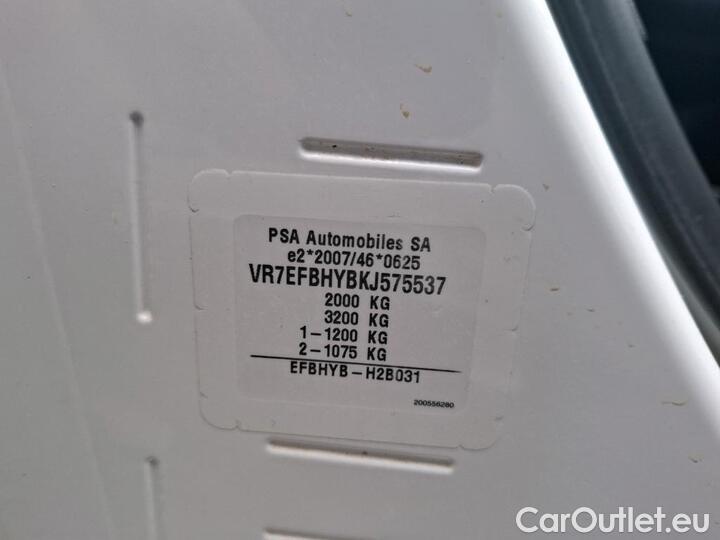 PSA Automobiles SA
e2*2007/46*0625
VR7EFBHYBKJ575537
2000 KG
3200 KG
1-1200 KG
2-1075 KG
EFBHYB-H2B031
200556280
CarOutlet.eu